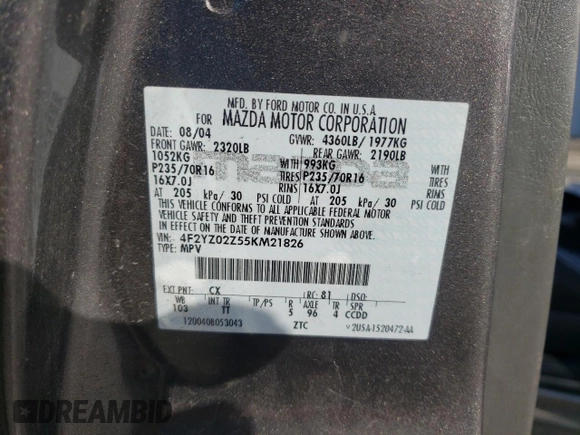 MFD. BY FORD MOTOR CO. IN U.S.A.
FOR MAZDA MOTOR CORPORATION
DATE: 08/04 GVWR: 4360LB/1977KG
FRONT GAWR: 2320LB REAR GAWR: 2190LB
1052KG WITH 993KG WITH
P235/70R16 TIRES P235/70R16 TIRES
16X7.0J RIMS 16X7.0J RIMS
AT 205 kPa/ 30 PSI COLD AT 205 kPa/ 30 PSI COLD
THIS VEHICLE CONFORMS TO ALL APPLICABLE FEDERAL MOTOR
VEHICLE SAFETY AND THEFT PREVENTION STANDARDS
IN EFFECT ON THE DATE OF MANUFACTURE SHOWN ABOVE.
VIN: 4F2YZ02Z55KM21826
TYPE: MPV
EXT PNT: CX RC: 81 DSO:
WB INT TR TP/PS R AXLE TR SPR
103 TT 5 96 4 CCDD
120040B053043 ZTC V 2USA-1520472-AA
DREAMBID